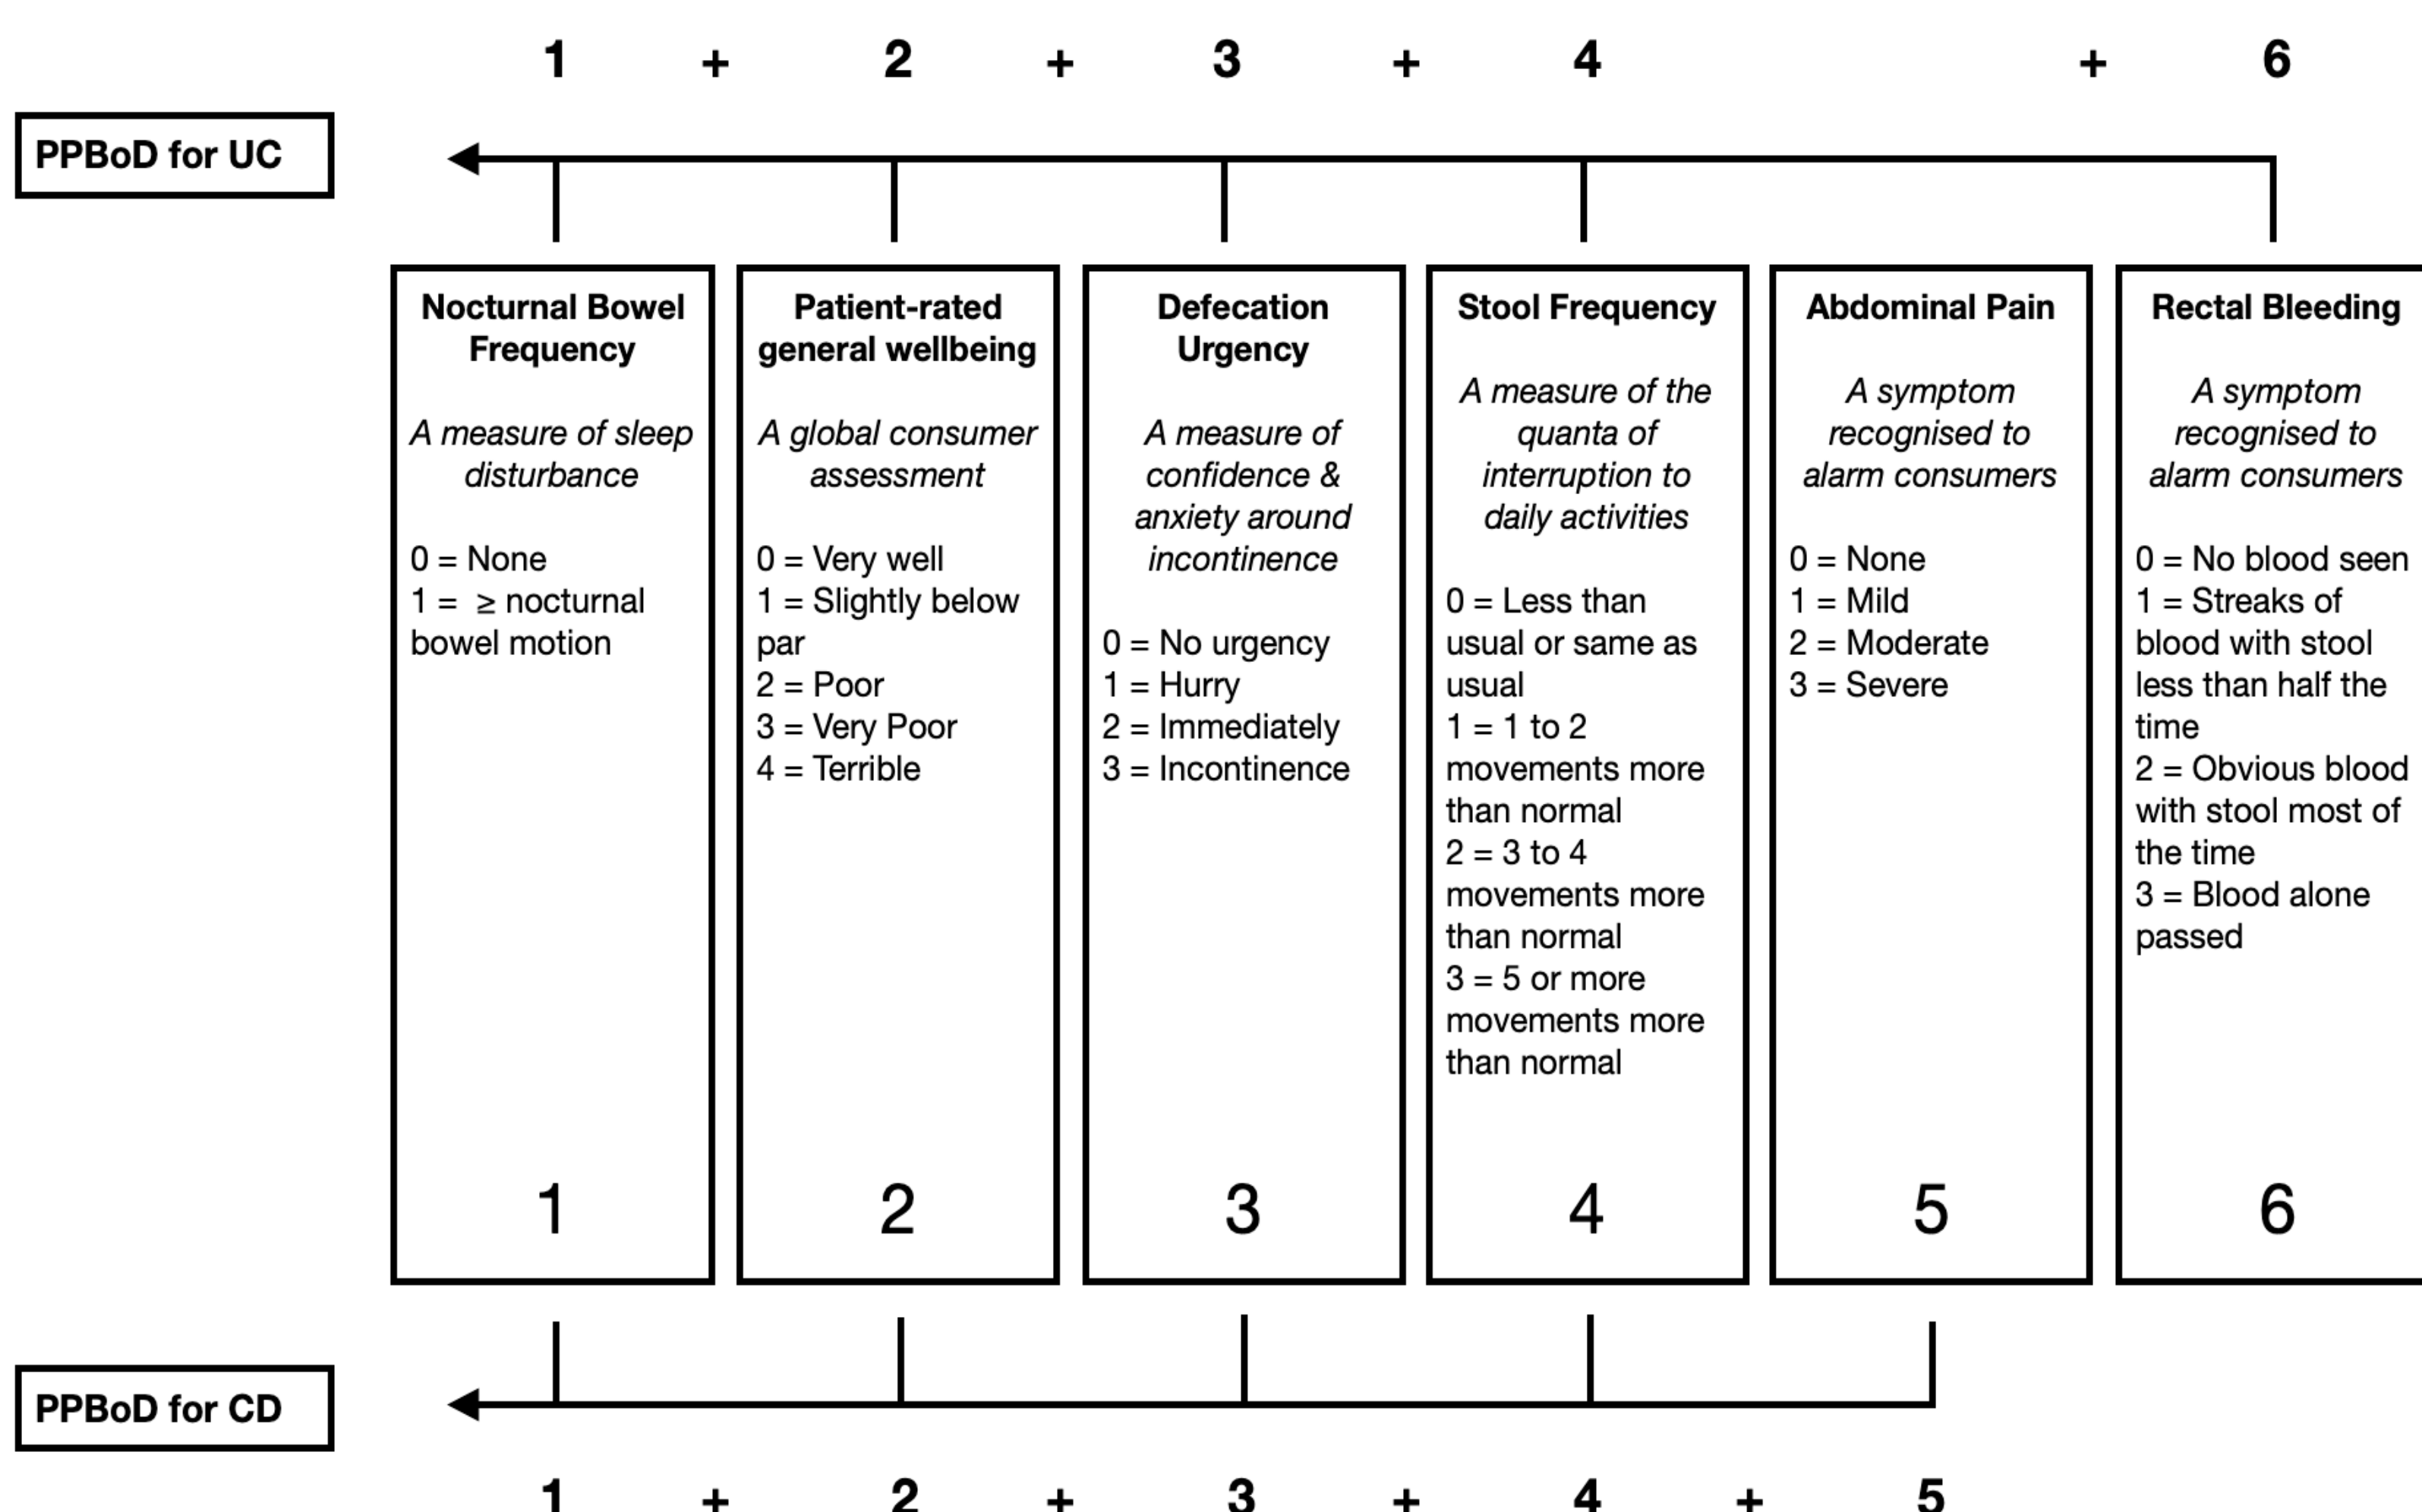 1 + 2 + 3 + 4 + 6
PPBoD for UC
Nocturnal Bowel
Frequency
A measure of sleep
disturbance
0 = None
1 = ≥ nocturnal
bowel motion
1
Patient-rated
general wellbeing
A global consumer
assessment
0 = Very well
1 = Slightly below
par
2 = Poor
3 = Very Poor
4 = Terrible
2
Defecation
Urgency
A measure of
confidence &
anxiety around
incontinence
0 = No urgency
1 = Hurry
2 = Immediately
3 = Incontinence
3
Stool Frequency
A measure of the
quanta of
interruption to
daily activities
0 = Less than
usual or same as
usual
1 = 1 to 2
movements more
than normal
2 = 3 to 4
movements more
than normal
3 = 5 or more
movements more
than normal
4
Abdominal Pain
A symptom
recognised to
alarm consumers
0 = None
1 = Mild
2 = Moderate
3 = Severe
5
Rectal Bleeding
A symptom
recognised to
alarm consumers
0 = No blood seen
1 = Streaks of
blood with stool
less than half the
time
2 = Obvious blood
with stool most of
the time
3 = Blood alone
passed
6
PPBoD for CD
1 + 2 + 3 + 4 + 5